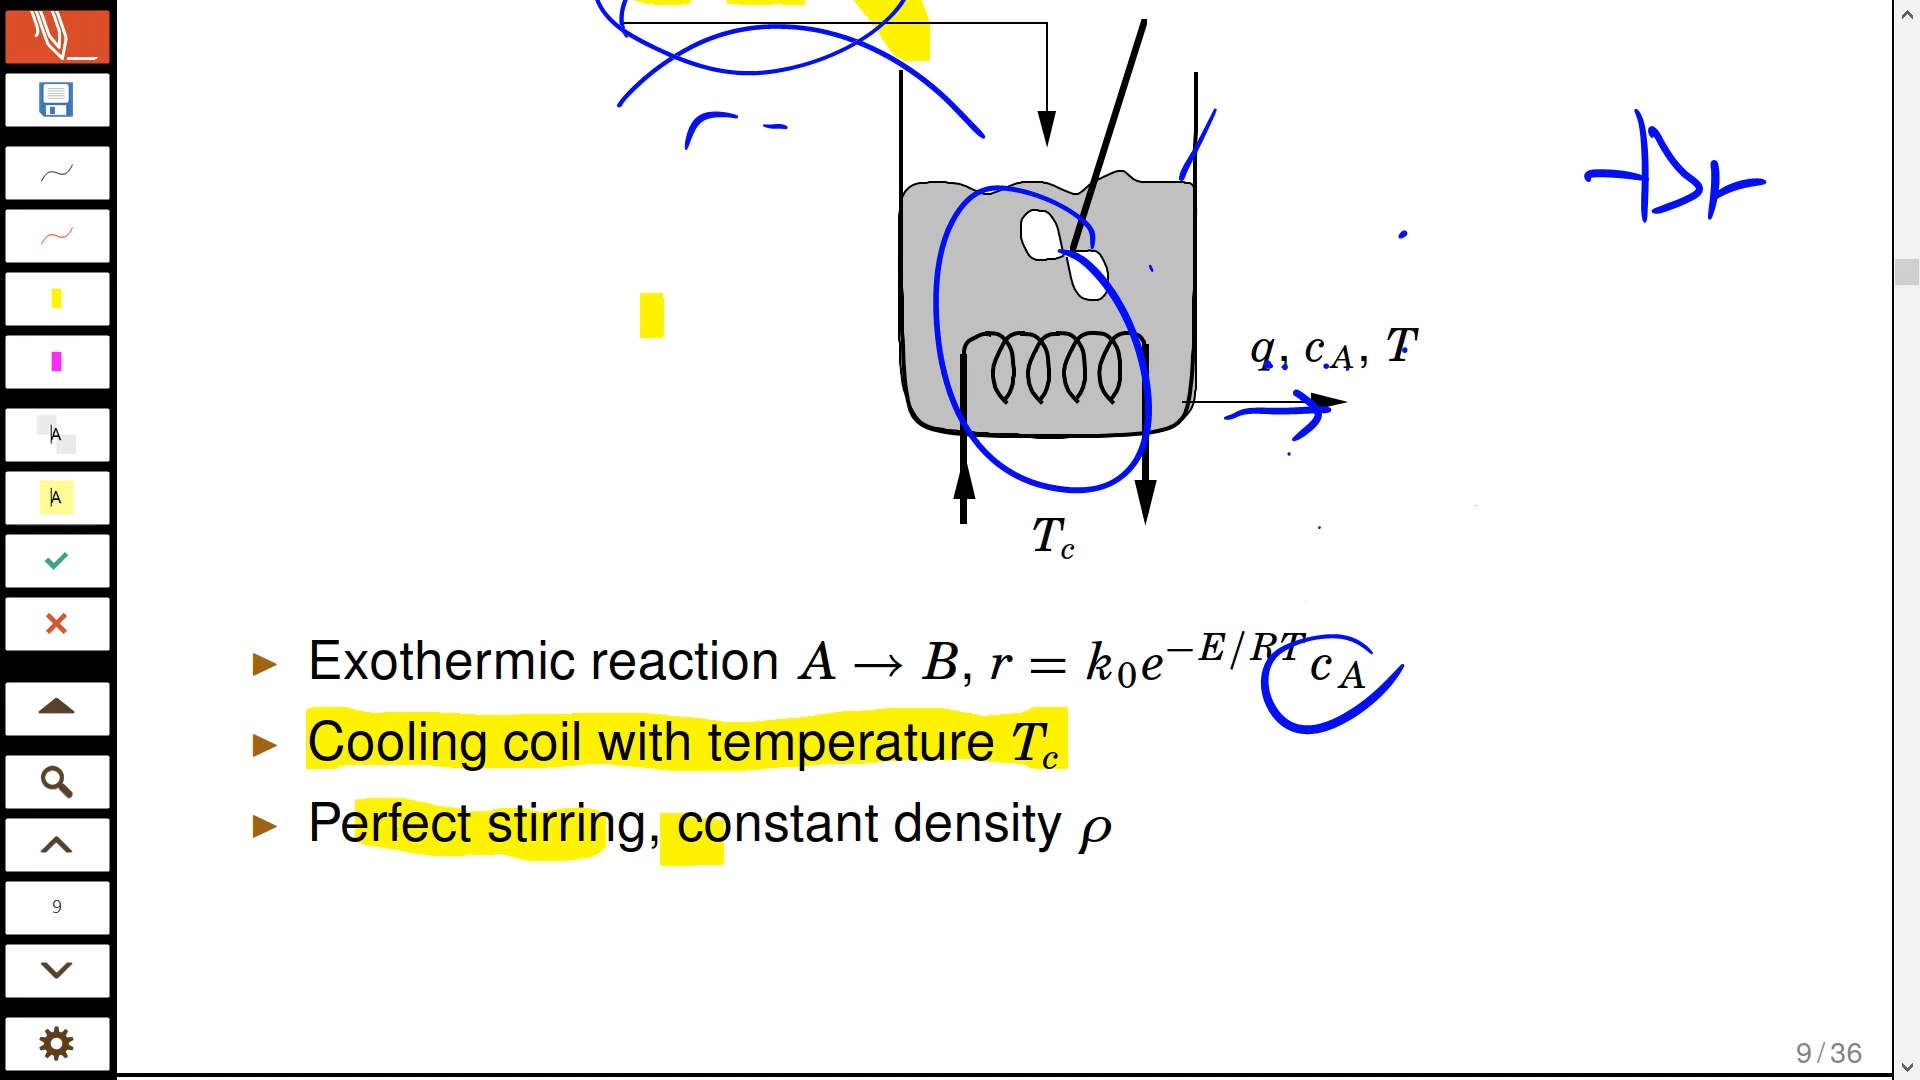 q, c_A, T
T_c
► Exothermic reaction A → B, r = k_0e^{−E/RT}c_A
► Cooling coil with temperature T_c
► Perfect stirring, constant density ρ
A
A
9
9/36